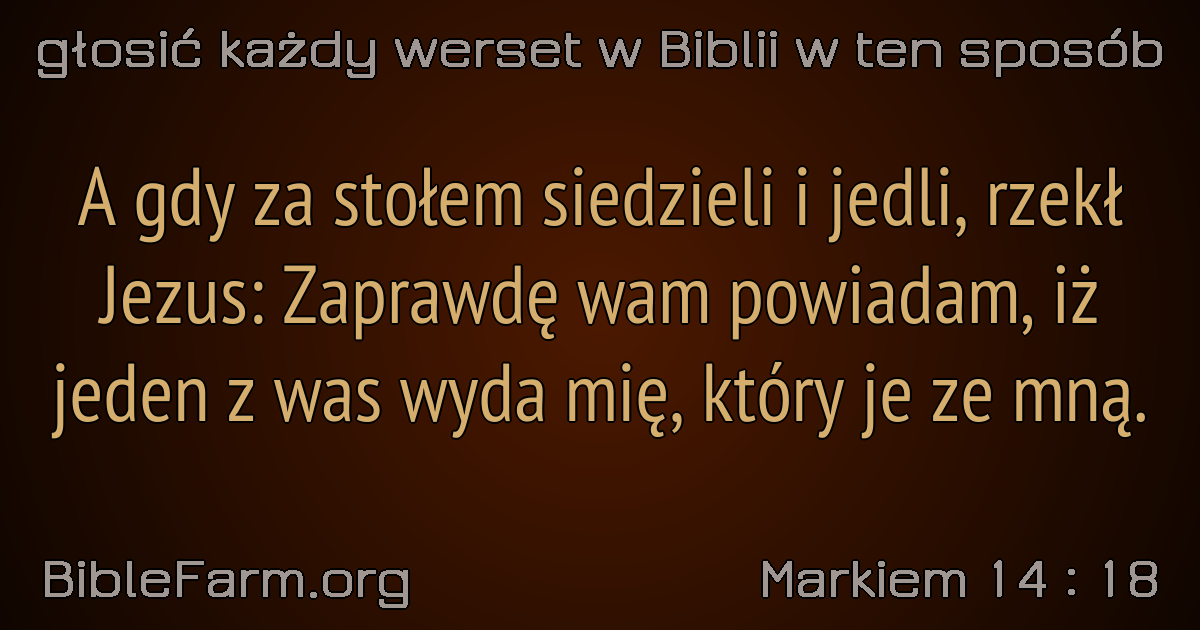 głosić każdy werset w Biblii w ten sposób
A gdy za stołem siedzieli i jedli, rzekł
Jezus: Zaprawdę wam powiadam, iż
jeden z was wyda mię, który je ze mną.
BibleFarm.org
Markiem 14 : 18